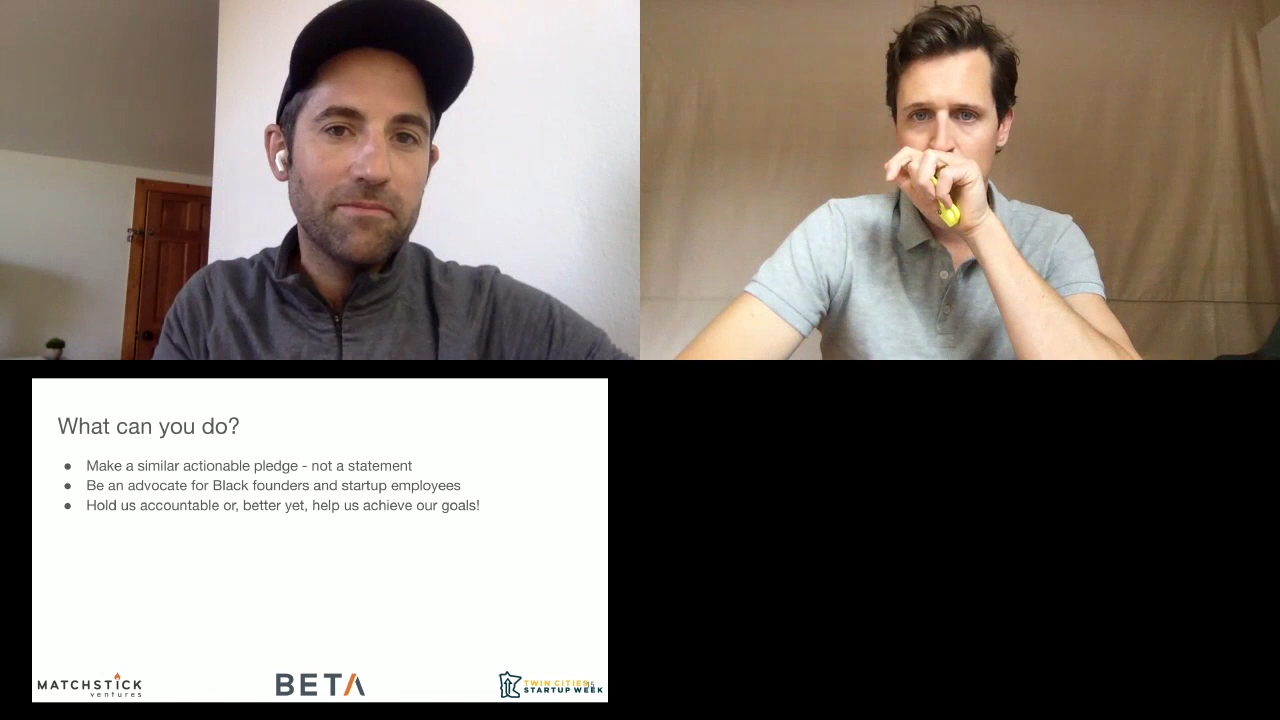 What can you do?
● Make a similar actionable pledge - not a statement
● Be an advocate for Black founders and startup employees
● Hold us accountable or, better yet, help us achieve our goals!
MATCHSTICK
ventures
BETA
TWIN CITIES
STARTUP WEEK
15